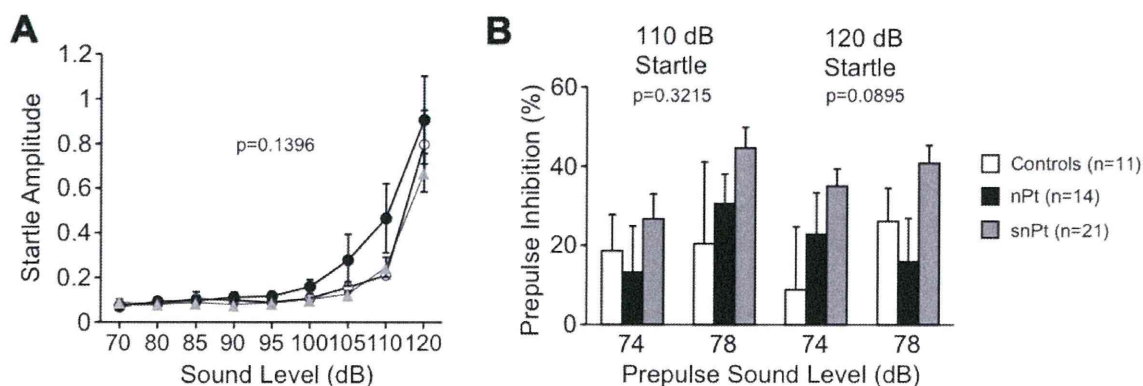 A
1.2
1
0.8
0.6
0.4
0.2
0
Startle Amplitude
p=0.1396
70 80 85 90 95 100 105 110 120
Sound Level (dB)
B
110 dB
Startle
p=0.3215
120 dB
Startle
p=0.0895
60
40
20
0
Prepulse Inhibition (%)
74 78 74 78
Prepulse Sound Level (dB)
Controls (n=11)
nPt (n=14)
snPt (n=21)